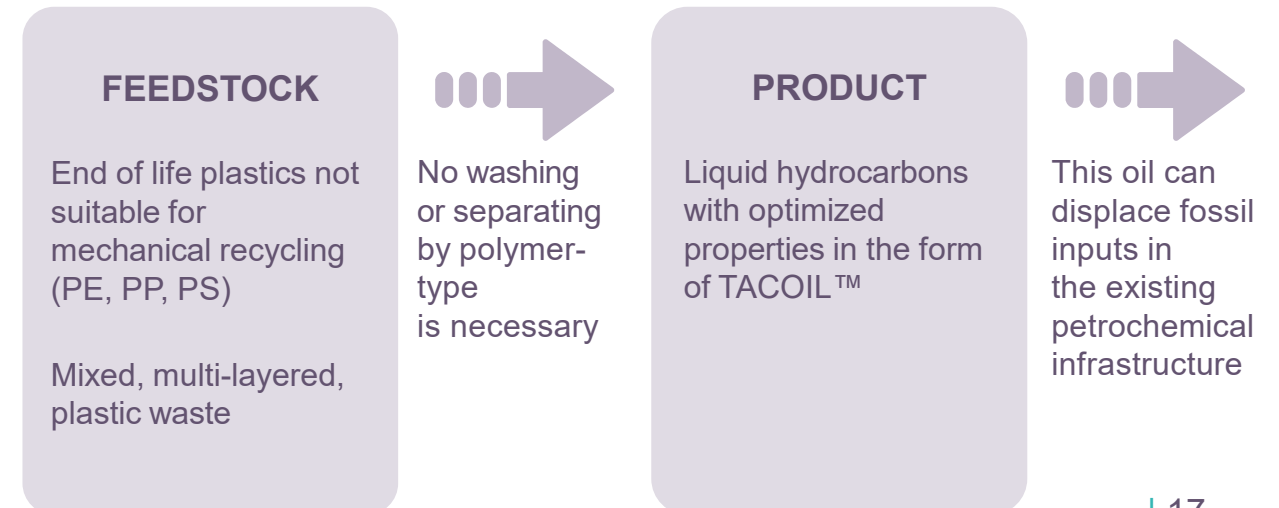 FEEDSTOCK
End of life plastics not
suitable for
mechanical recycling
(PE, PP, PS)
Mixed, multi-layered,
plastic waste
No washing
or separating
by polymer-
type
is necessary
PRODUCT
Liquid hydrocarbons
with optimized
properties in the form
of TACOIL™
This oil can
displace fossil
inputs in
the existing
petrochemical
infrastructure
| 17